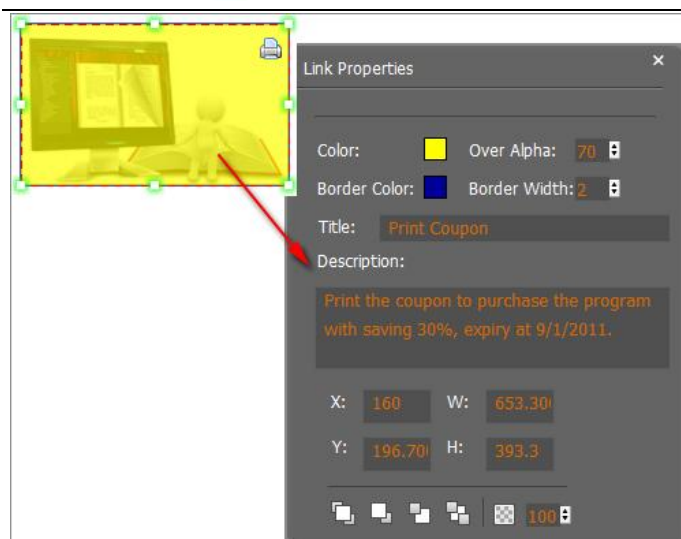 Link Properties ×
Color: Over Alpha: 70
Border Color: Border Width: 2
Title: Print Coupon
Description:
Print the coupon to purchase the program
with saving 30%, expiry at 9/1/2011.
X: 160 W: 653.30
Y: 196.70 H: 393.3
100